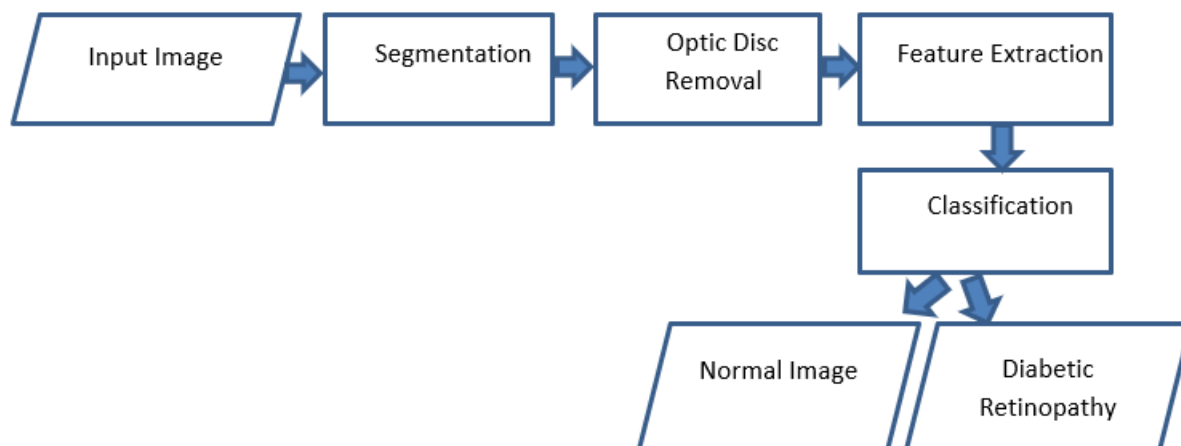 Input Image
Segmentation
Optic Disc
Removal
Feature Extraction
Classification
Normal Image
Diabetic
Retinopathy